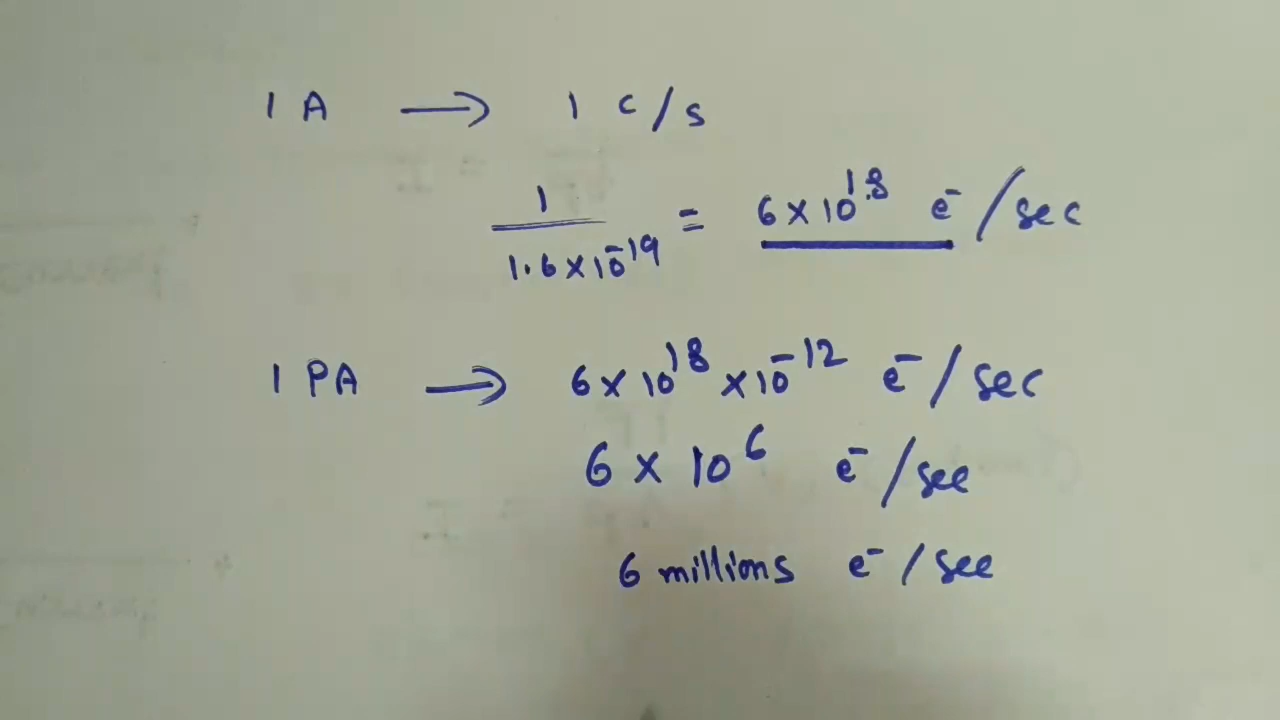 1 A → 1 C/s
1 / 1.6×10⁻¹⁹ = 6×10¹⁸ e⁻/sec
1 PA → 6×10¹⁸ ×10⁻¹² e⁻/sec
6 × 10⁶ e⁻/sec
6 millions e⁻/sec